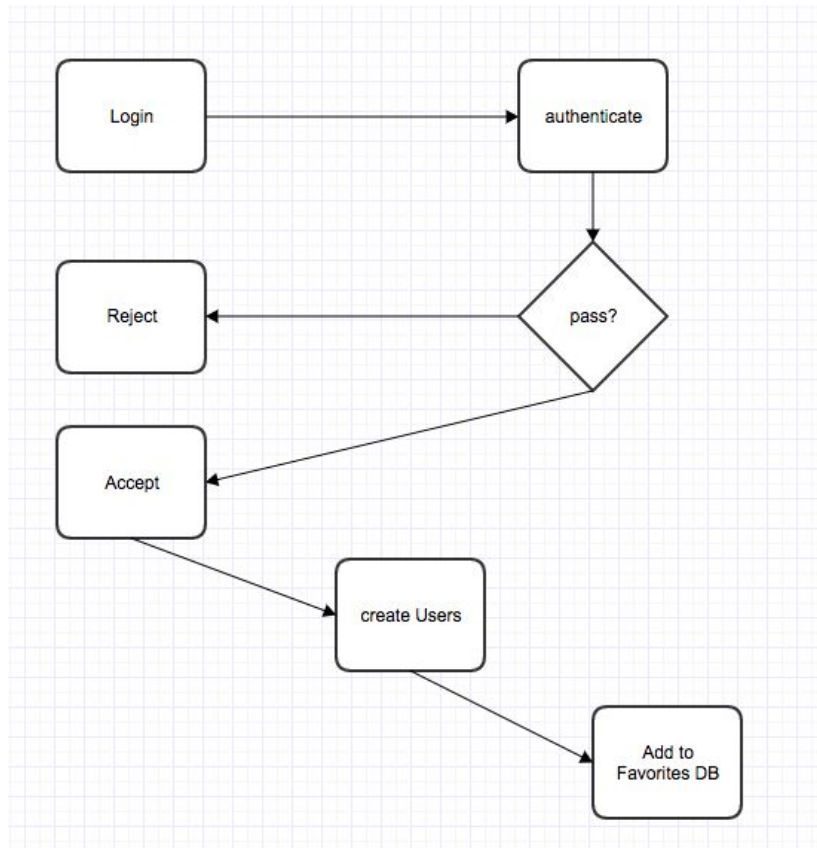 Login
authenticate
Reject
pass?
Accept
create Users
Add to
Favorites DB